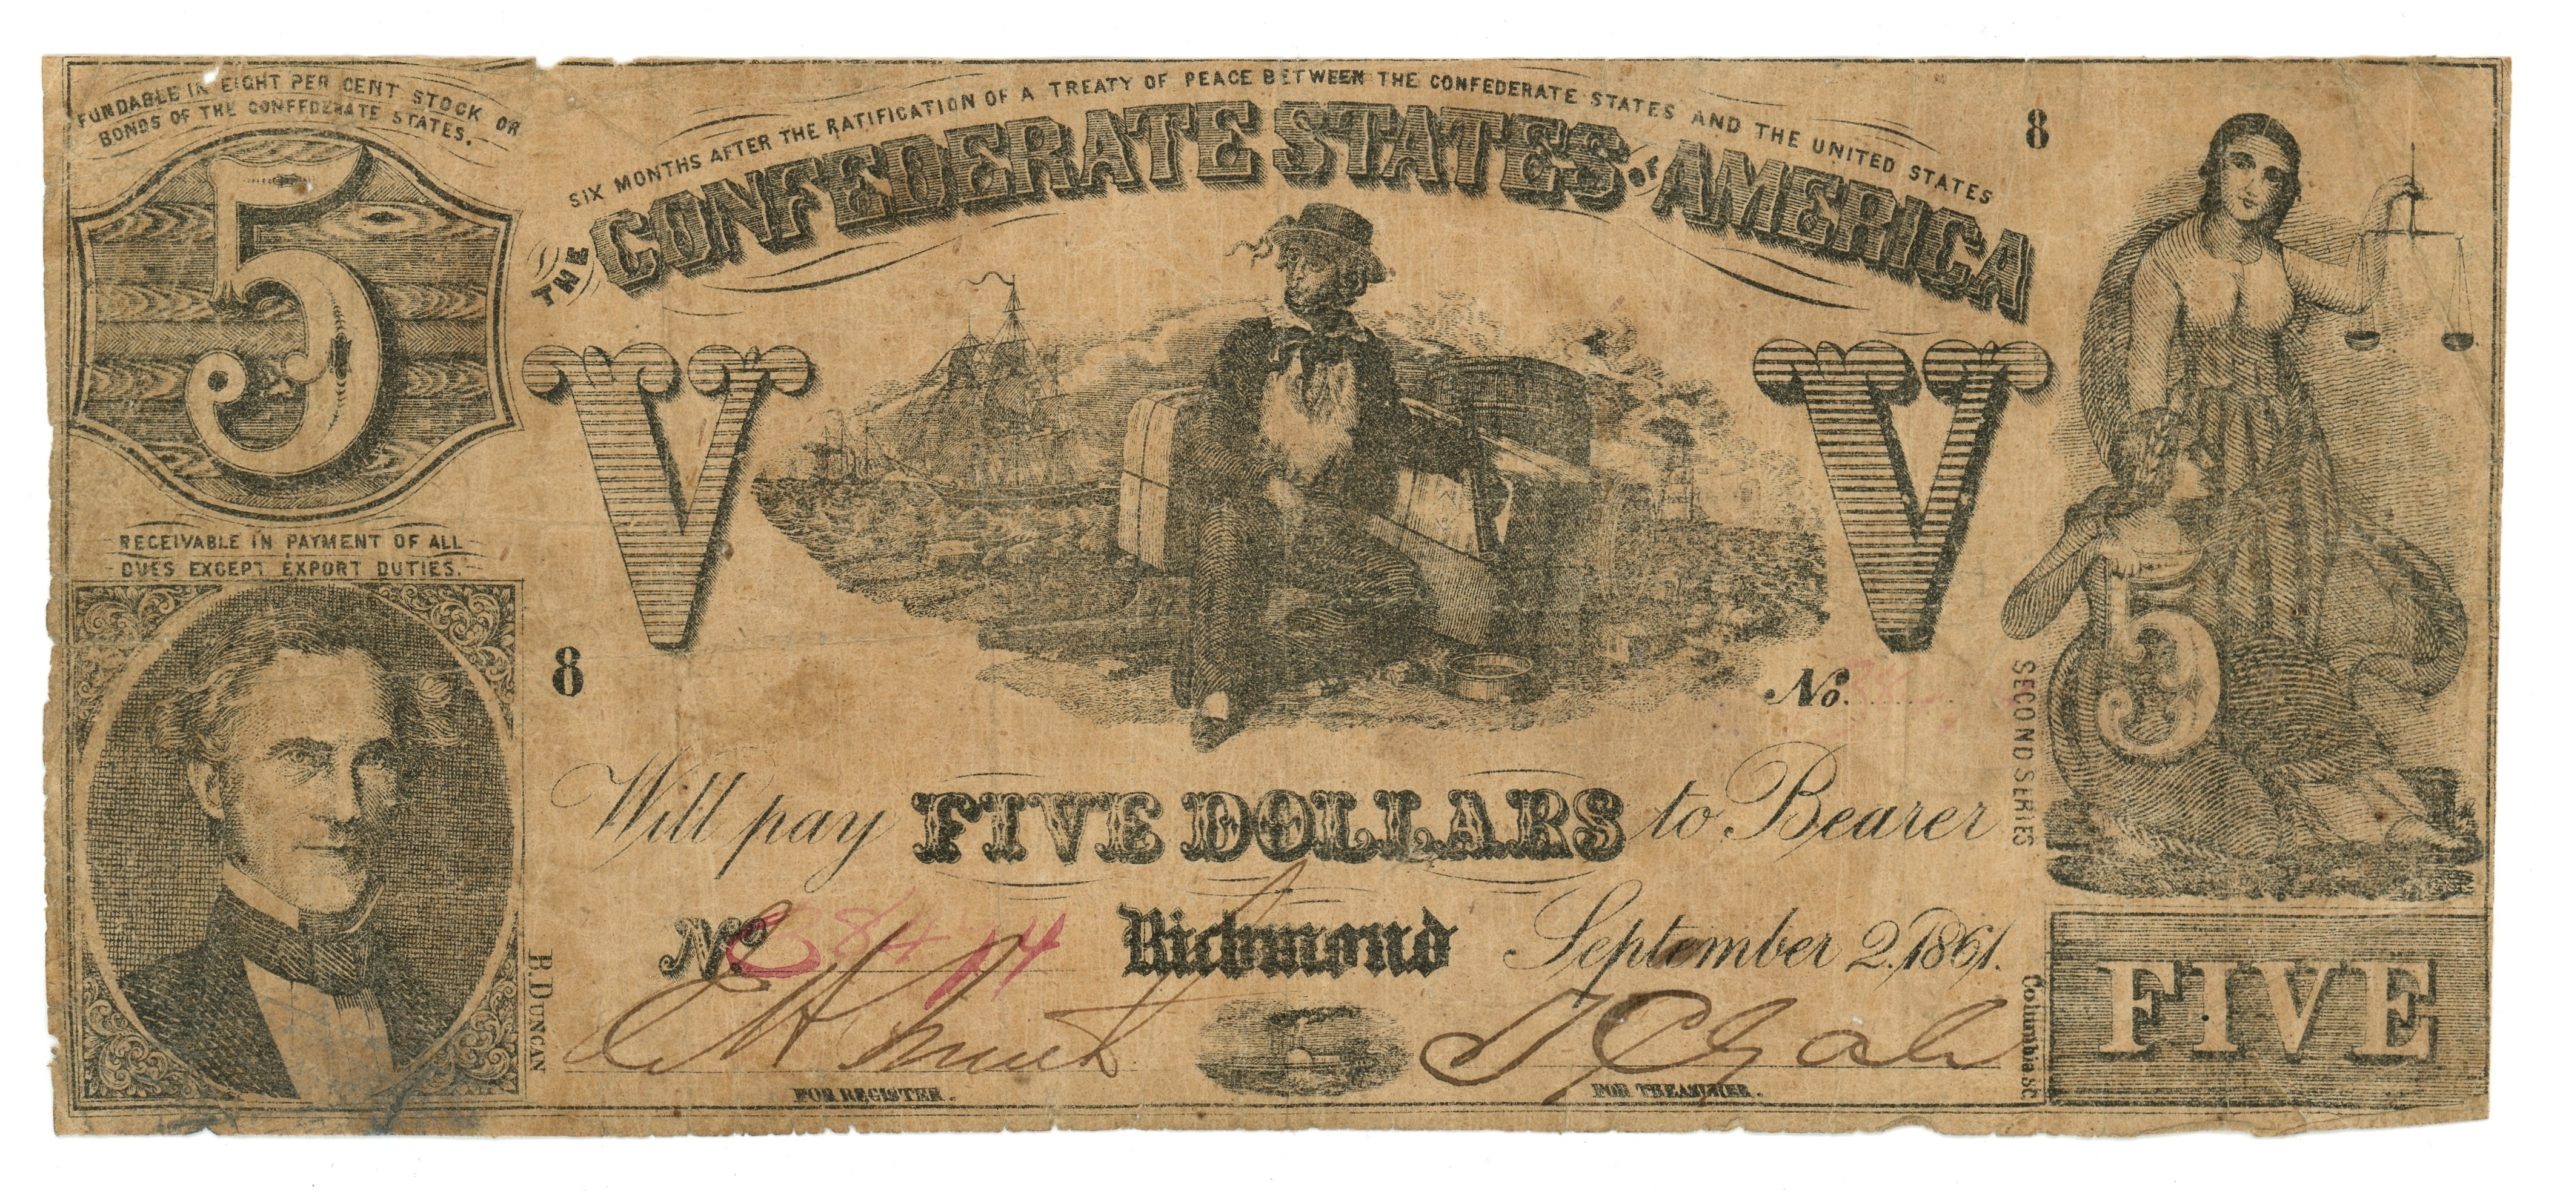 FUNDABLE IN EIGHT PER CENT STOCK OR
BONDS OF THE CONFEDERATE STATES.
SIX MONTHS AFTER THE RATIFICATION OF A TREATY OF PEACE BETWEEN THE CONFEDERATE STATES AND THE UNITED STATES
THE CONFEDERATE STATES OF AMERICA
8
5
V
V
RECEIVABLE IN PAYMENT OF ALL
DUES EXCEPT EXPORT DUTIES.
8
No.
5
SECOND SERIES
Will pay FIVE DOLLARS to Bearer
No.
Richmond September 2, 1861.
B. DUNCAN
Columbia S.C.
FIVE
FOR REGISTER.
FOR TREASURER.